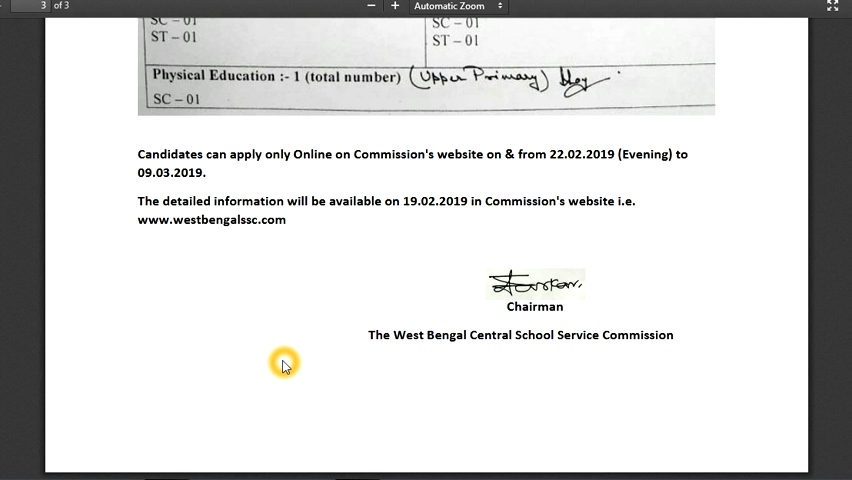 3 of 3
Automatic Zoom
SC – 01
SC – 01
ST – 01
ST – 01
Physical Education :- 1 (total number) (Upper Primary)
SC – 01
Candidates can apply only Online on Commission's website on & from 22.02.2019 (Evening) to
09.03.2019.
The detailed information will be available on 19.02.2019 in Commission's website i.e.
www.westbengalssc.com
Chairman
The West Bengal Central School Service Commission